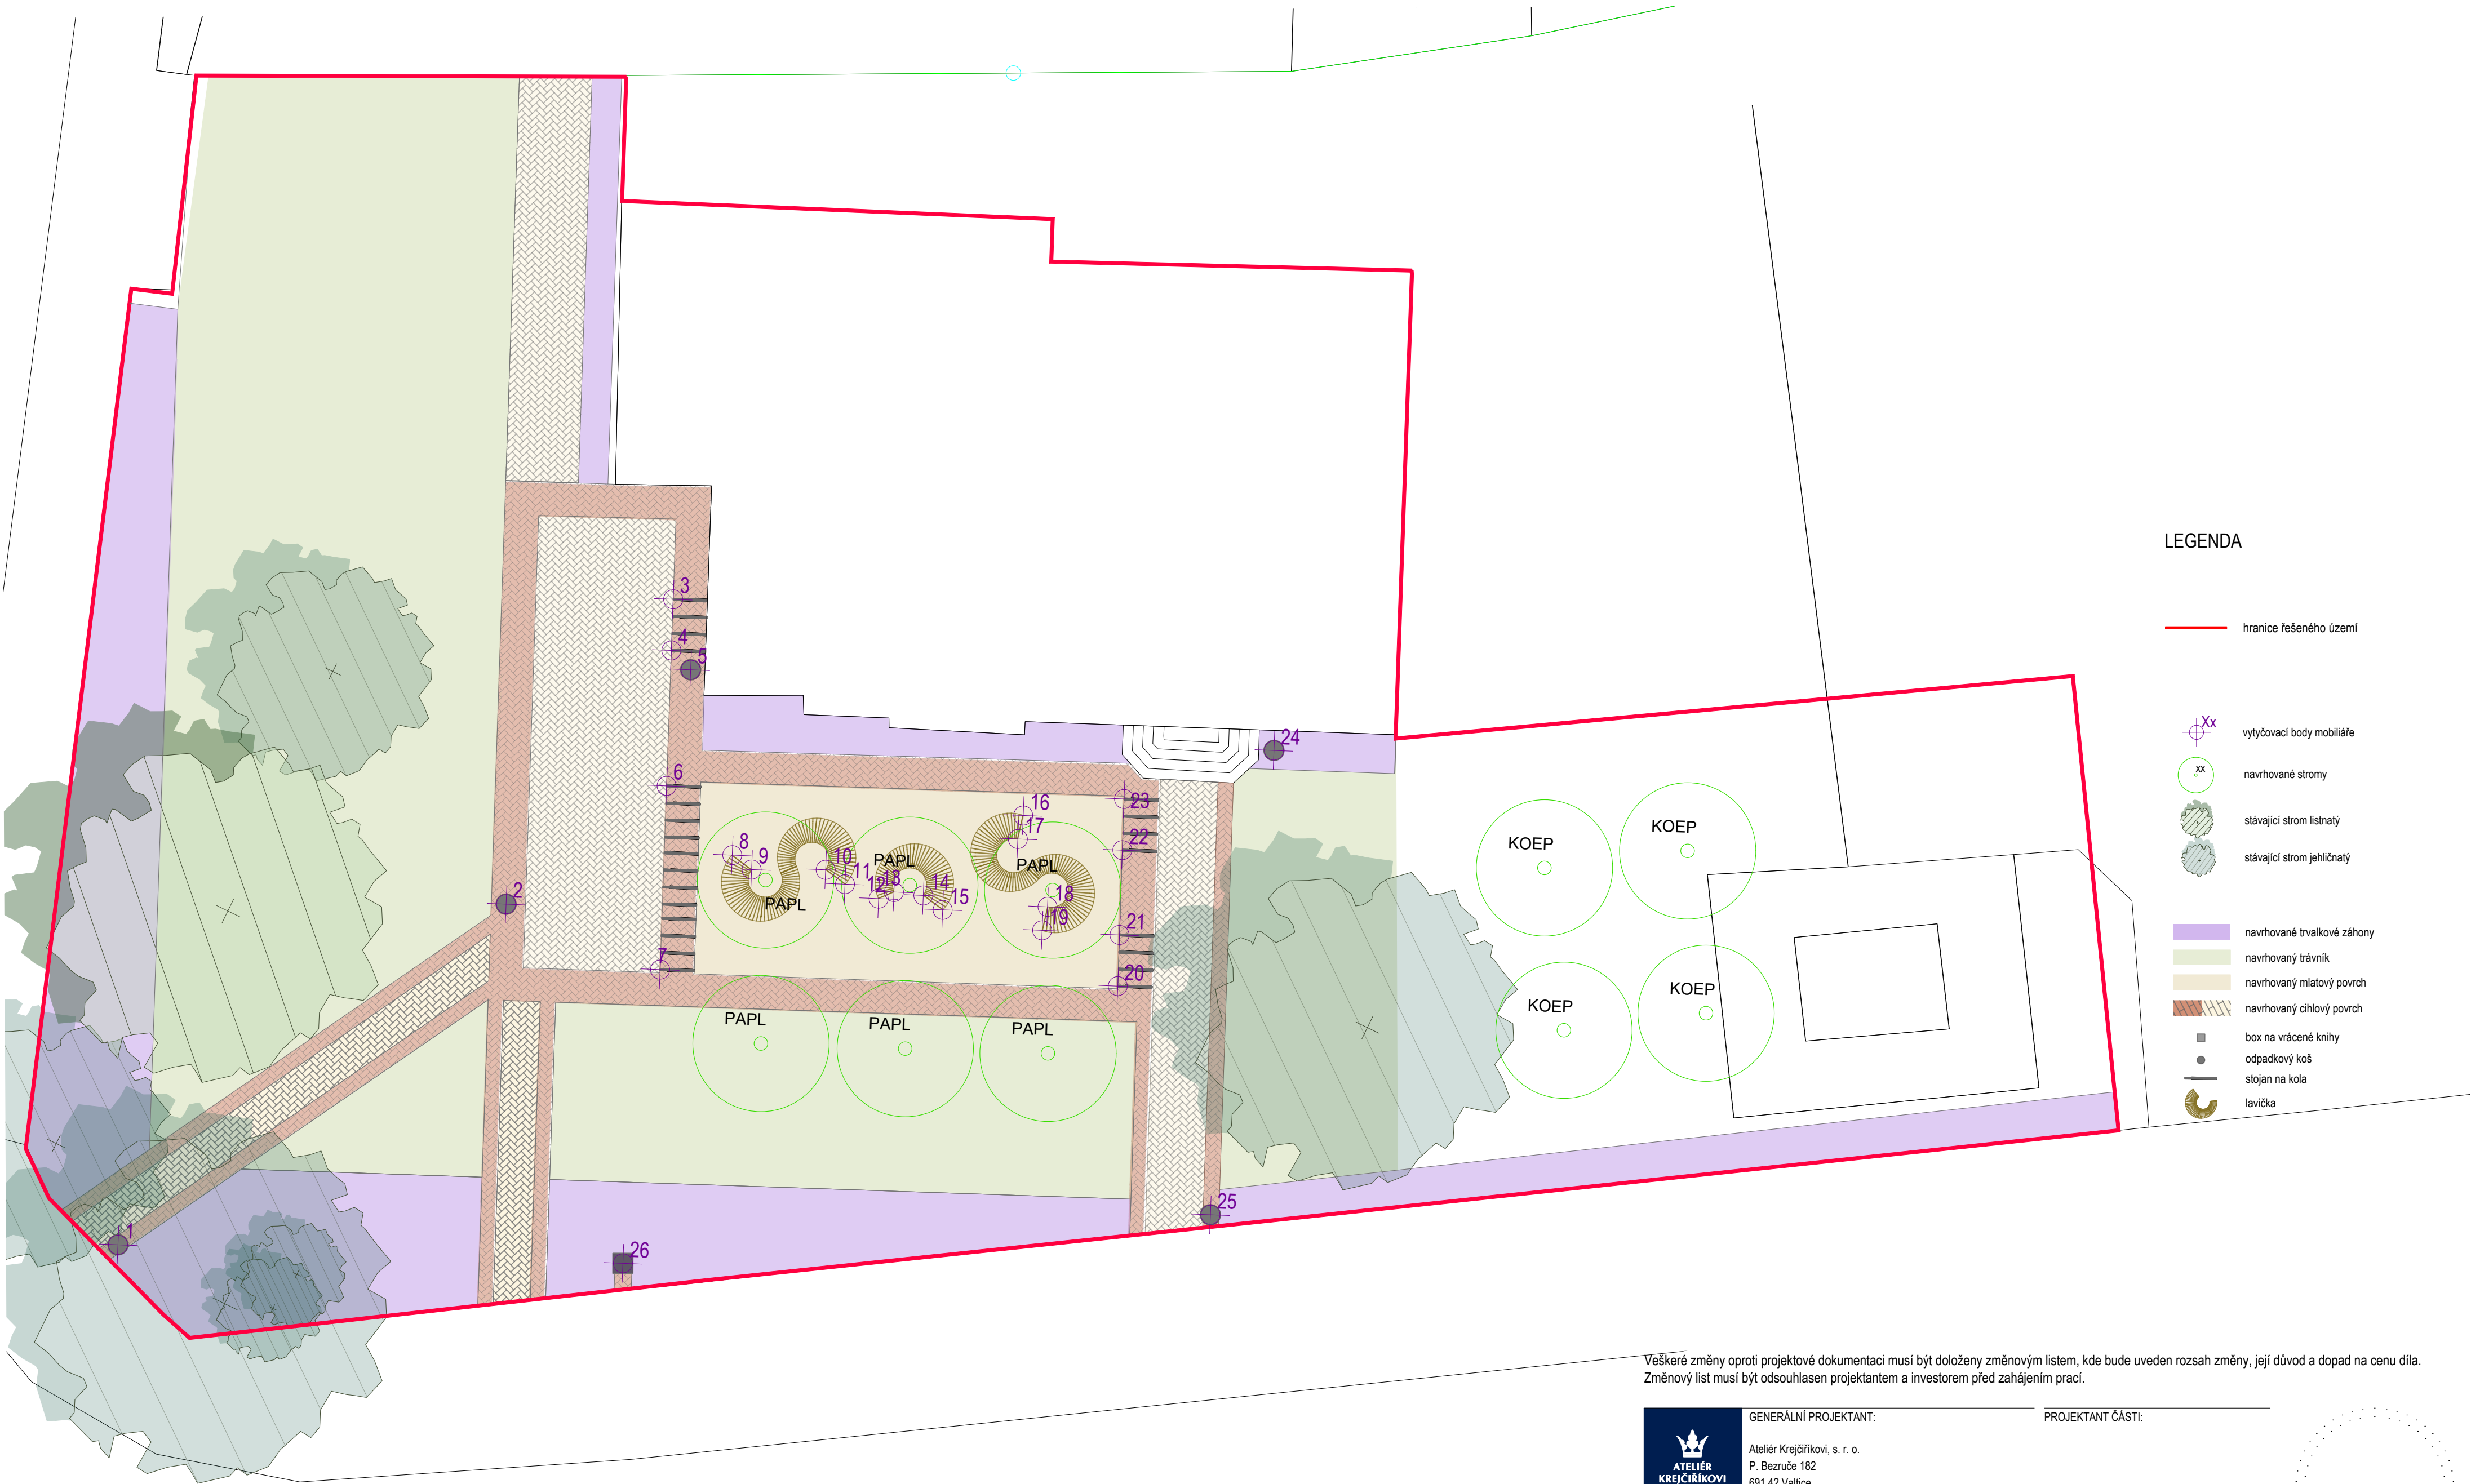 3
4
5
24
6
23
16
17
22
8
9
10
11
12
13
14
15
PAPL
PAPL
PAPL
18
19
2
21
7
20
KOEP
KOEP
KOEP
KOEP
PAPL
PAPL
PAPL
1
25
26
LEGENDA
hranice řešeného území
Xx
vytyčovací body mobiliáře
xx
navrhované stromy
stávající strom listnatý
stávající strom jehličnatý
navrhované trvalkové záhony
navrhovaný trávník
navrhovaný mlatový povrch
navrhovaný cihlový povrch
box na vrácené knihy
odpadkový koš
stojan na kola
lavička
Veškeré změny oproti projektové dokumentaci musí být doloženy změnovým listem, kde bude uveden rozsah změny, její důvod a dopad na cenu díla.
Změnový list musí být odsouhlasen projektantem a investorem před zahájením prací.
GENERÁLNÍ PROJEKTANT:
PROJEKTANT ČÁSTI:
ATELIÉR
KREJČIŘÍKOVI
Ateliér Krejčiříkovi, s. r. o.
P. Bezruče 182
691 42 Valtice